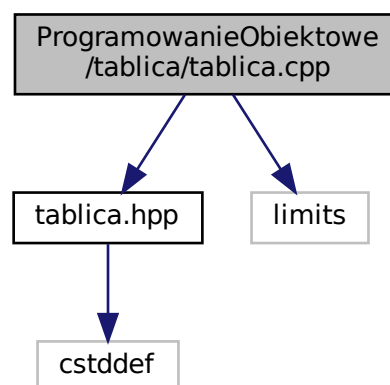 ProgramowanieObiektowe
/tablica/tablica.cpp
tablica.hpp
limits
cstddef